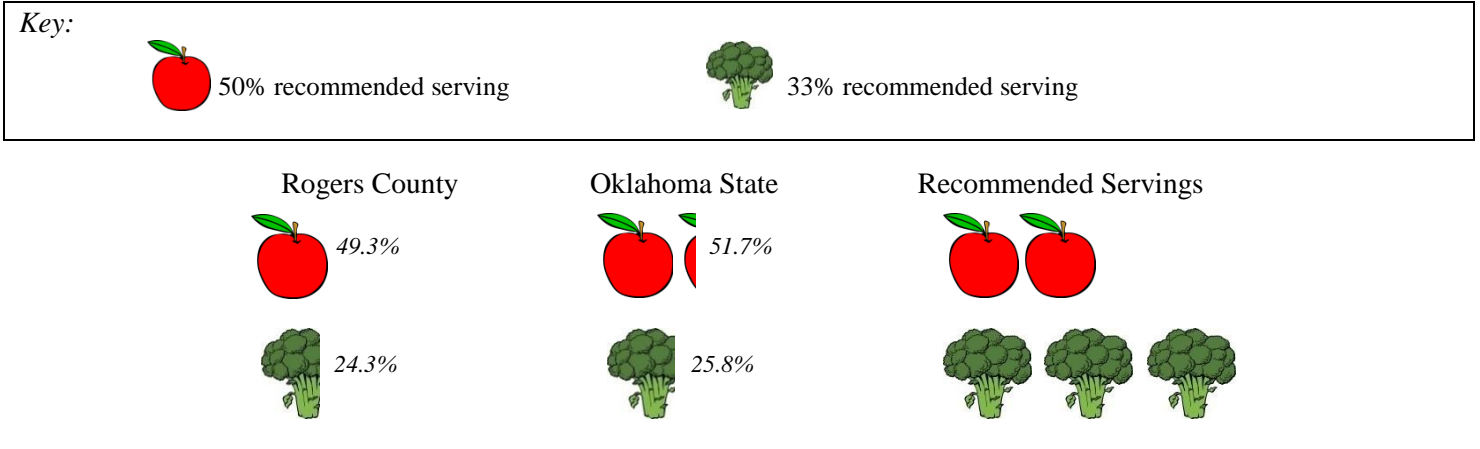 Key:
50% recommended serving 33% recommended serving
Rogers County Oklahoma State Recommended Servings
49.3% 51.7%
24.3% 25.8%